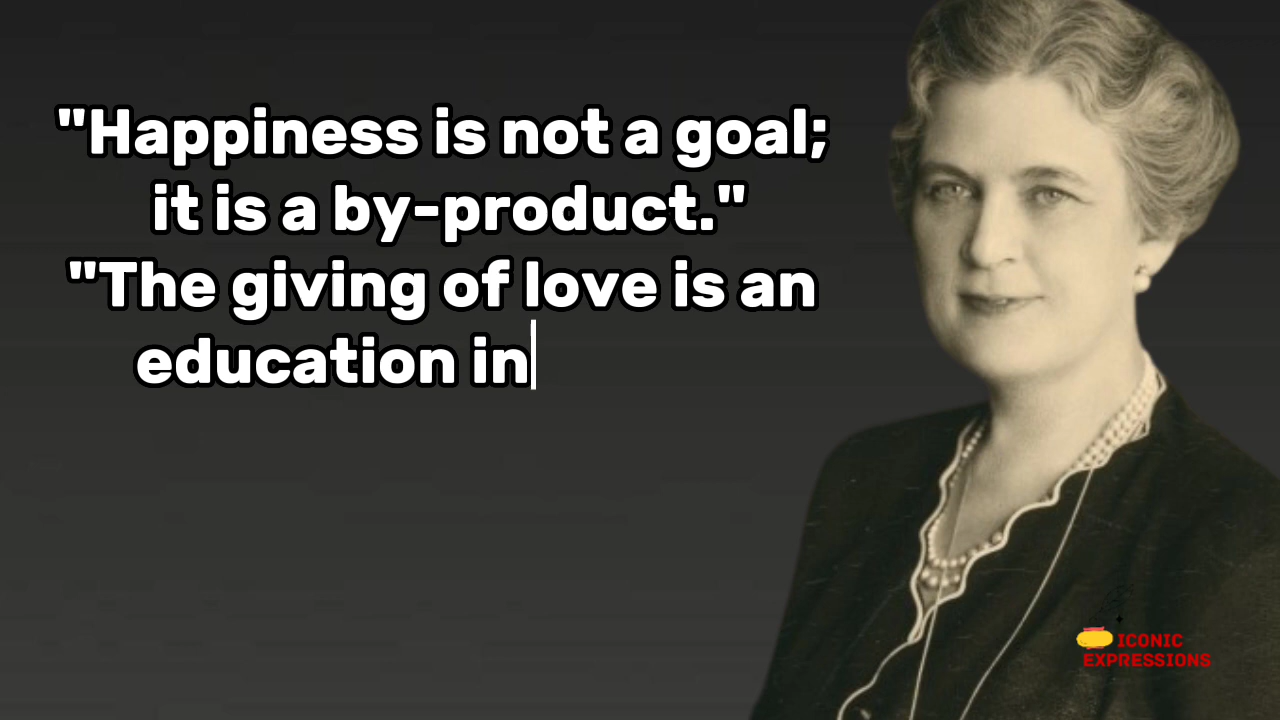 "Happiness is not a goal;
it is a by-product."
"The giving of love is an
education in
ICONIC
EXPRESSIONS